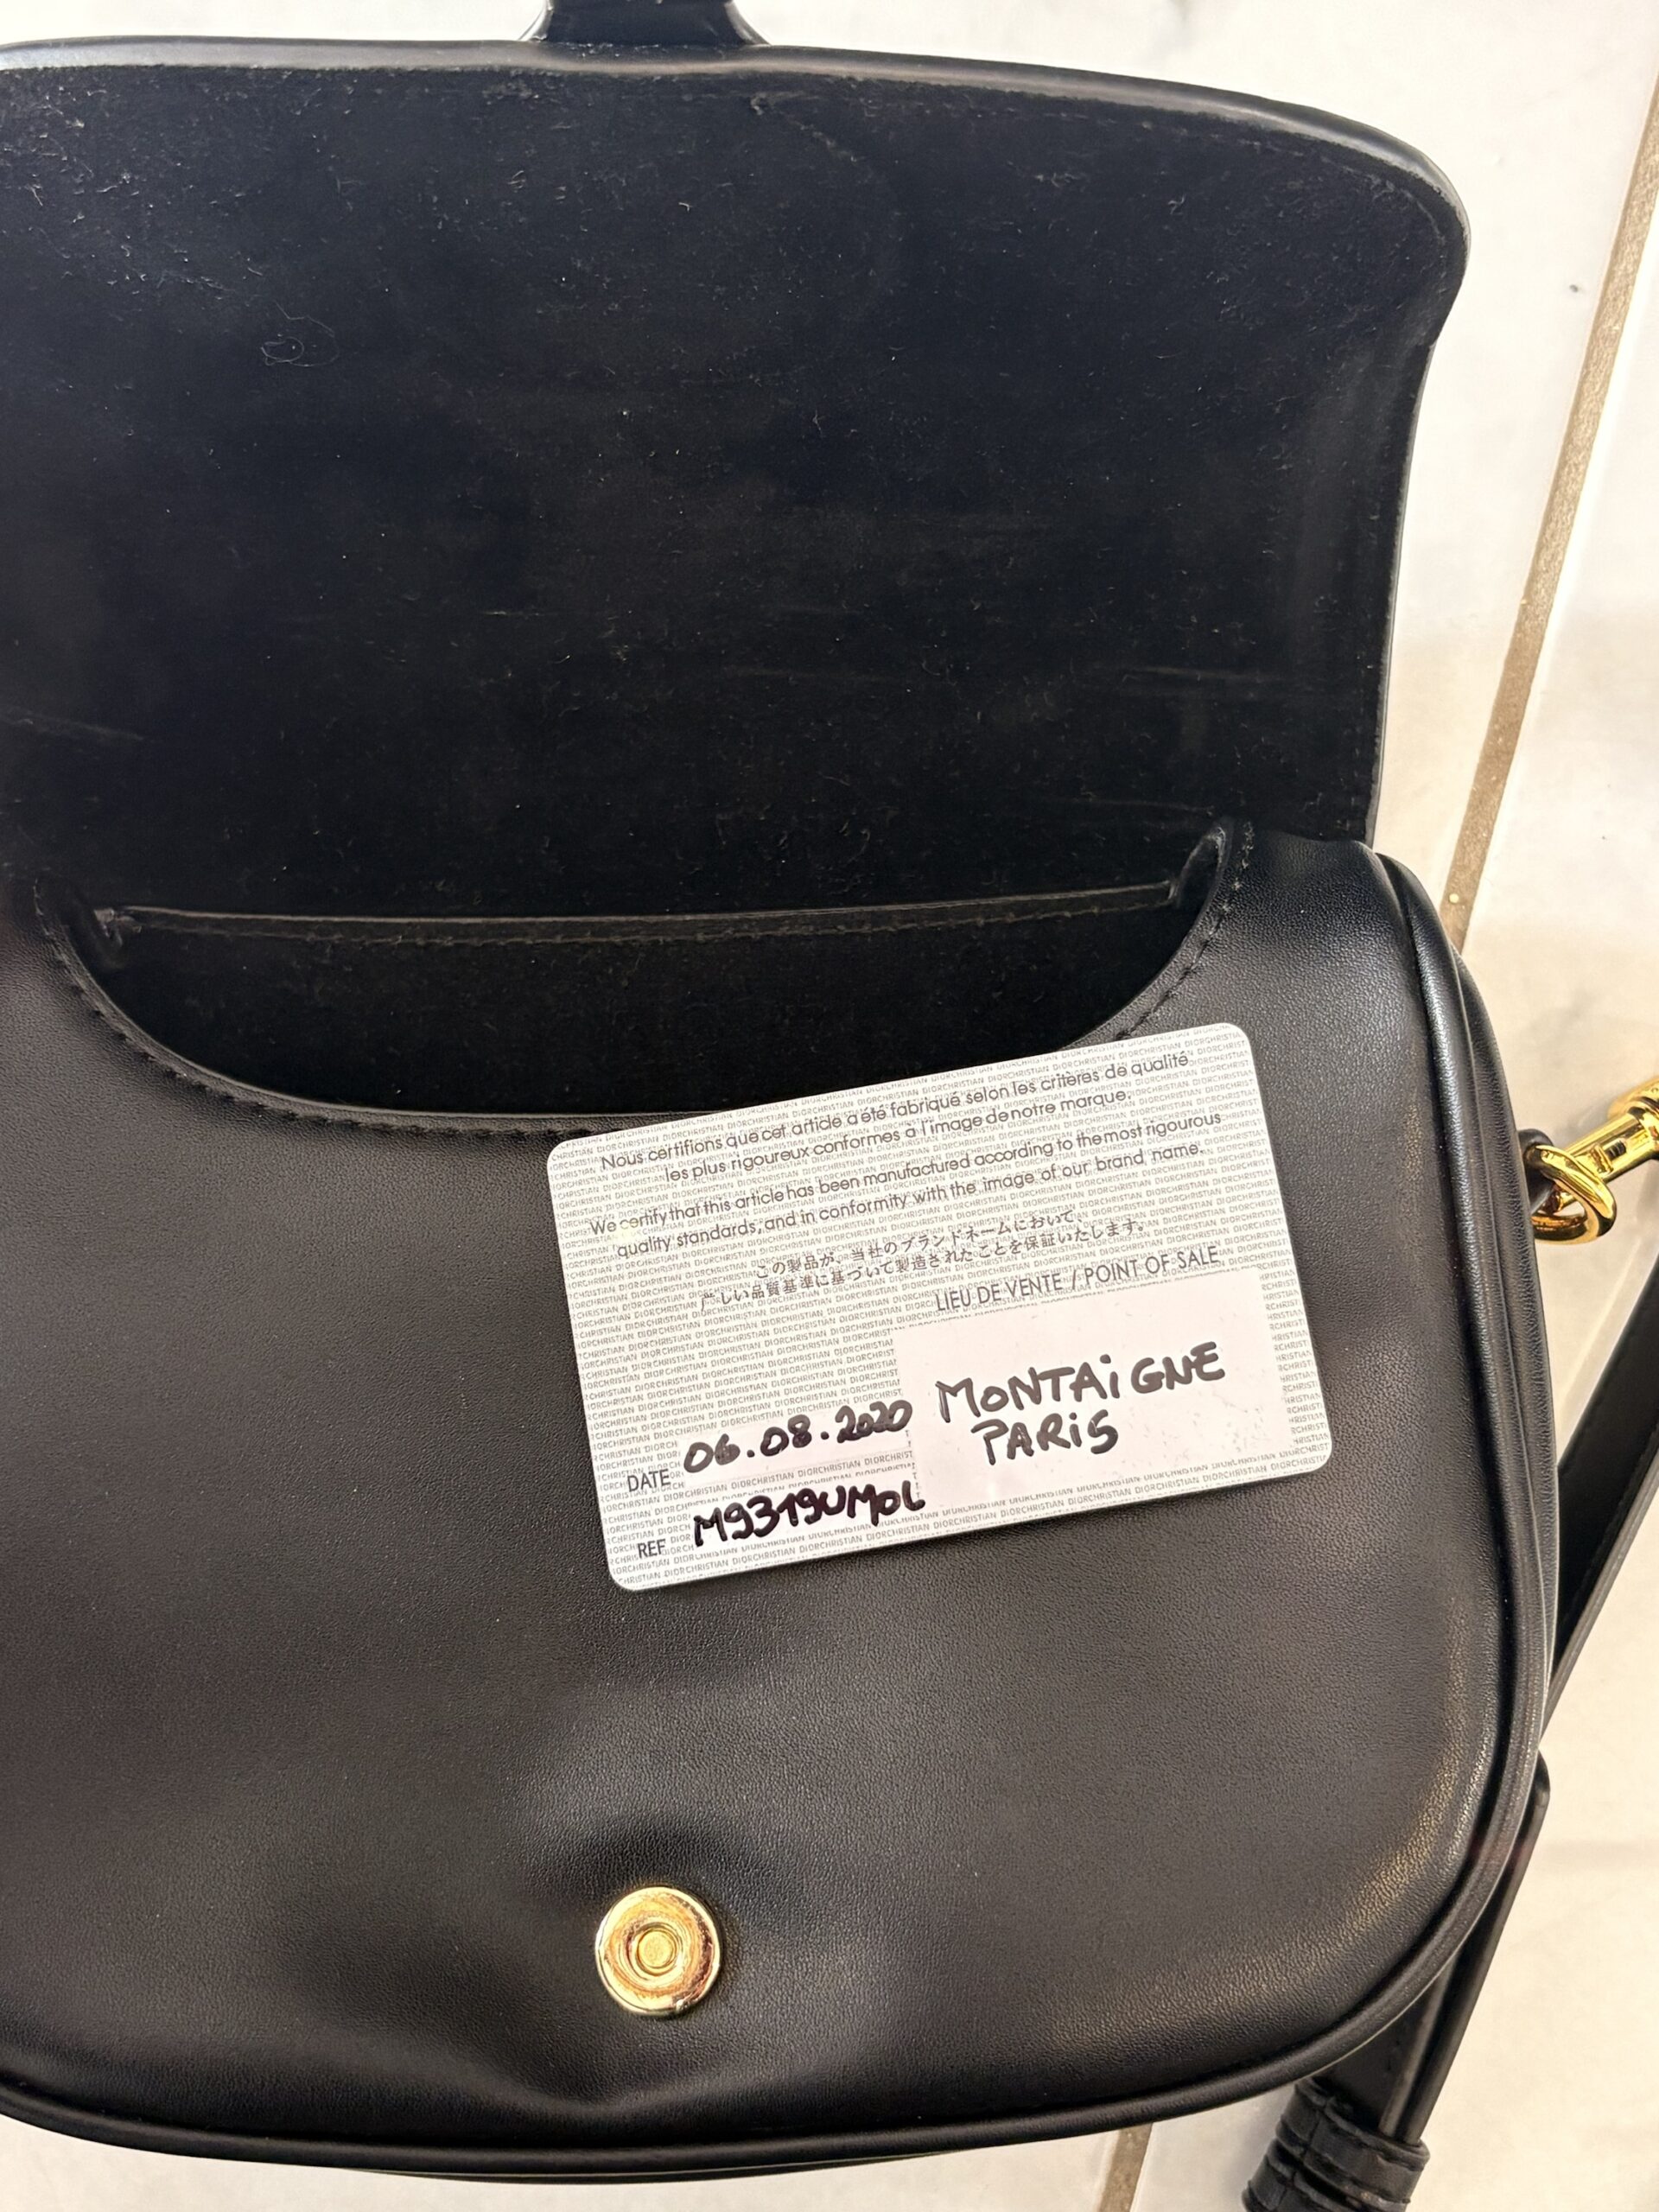 Nous certifions que cet article a été fabriqué selon les critères de qualité
les plus rigoureux conformes a l'image de notre marque.
We certify that this article has been manufactured according to the most rigourous
quality standards, and in conformity with the image of our brand name.
この製品が、当社のブランドネームにおいて、
厳しい品質基準に基づいて製造されたことを保証いたします。
LIEU DE VENTE / POINT OF SALE
MONTAIGNE
PARIS
DATE 06.08.2020
REF M9319UMOL